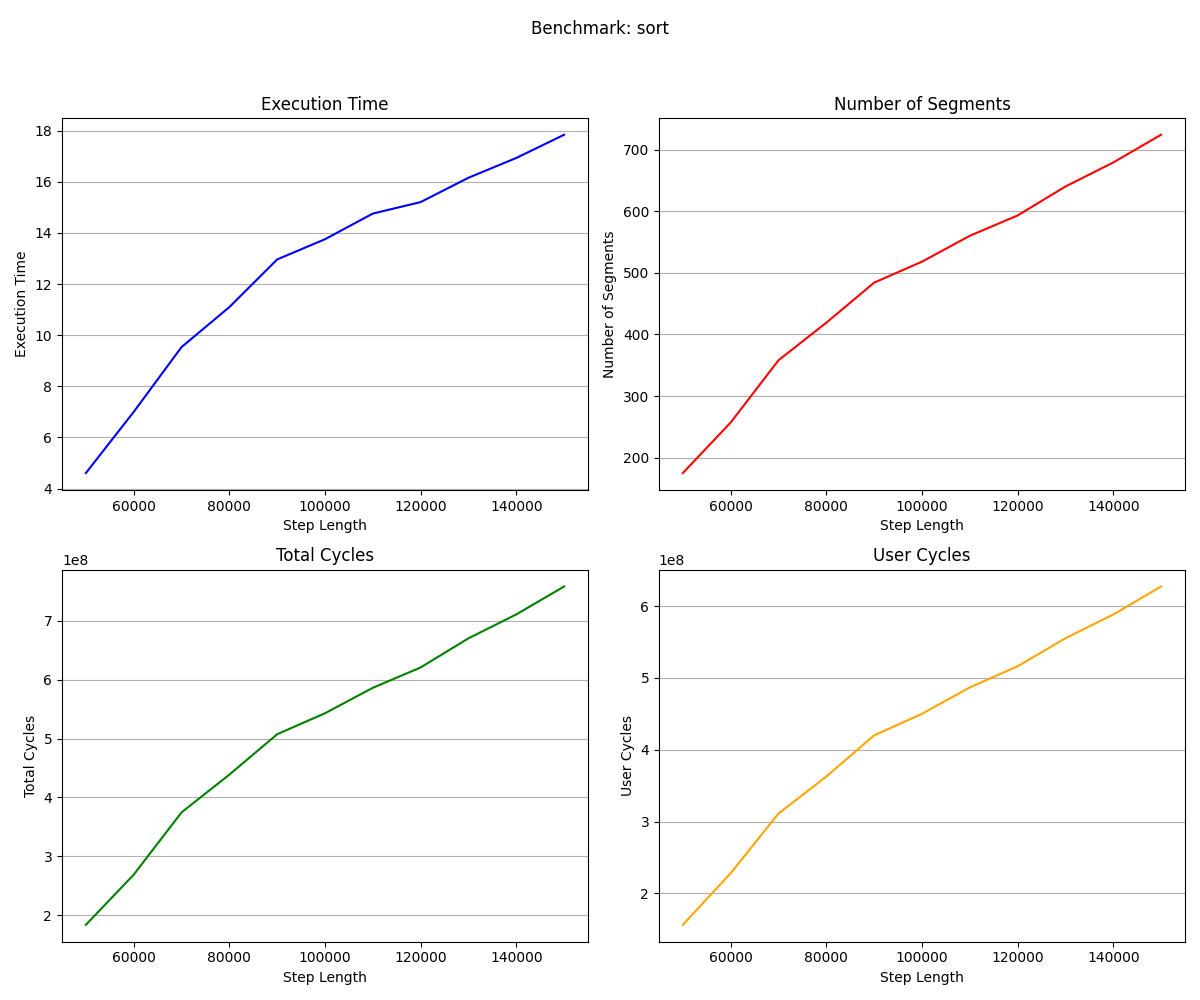 Benchmark: sort
Execution Time
Execution Time
18
16
14
12
10
8
6
4
60000 80000 100000 120000 140000
Step Length
Number of Segments
Number of Segments
700
600
500
400
300
200
60000 80000 100000 120000 140000
Step Length
Total Cycles
1e8
Total Cycles
7
6
5
4
3
2
60000 80000 100000 120000 140000
Step Length
User Cycles
1e8
User Cycles
6
5
4
3
2
60000 80000 100000 120000 140000
Step Length